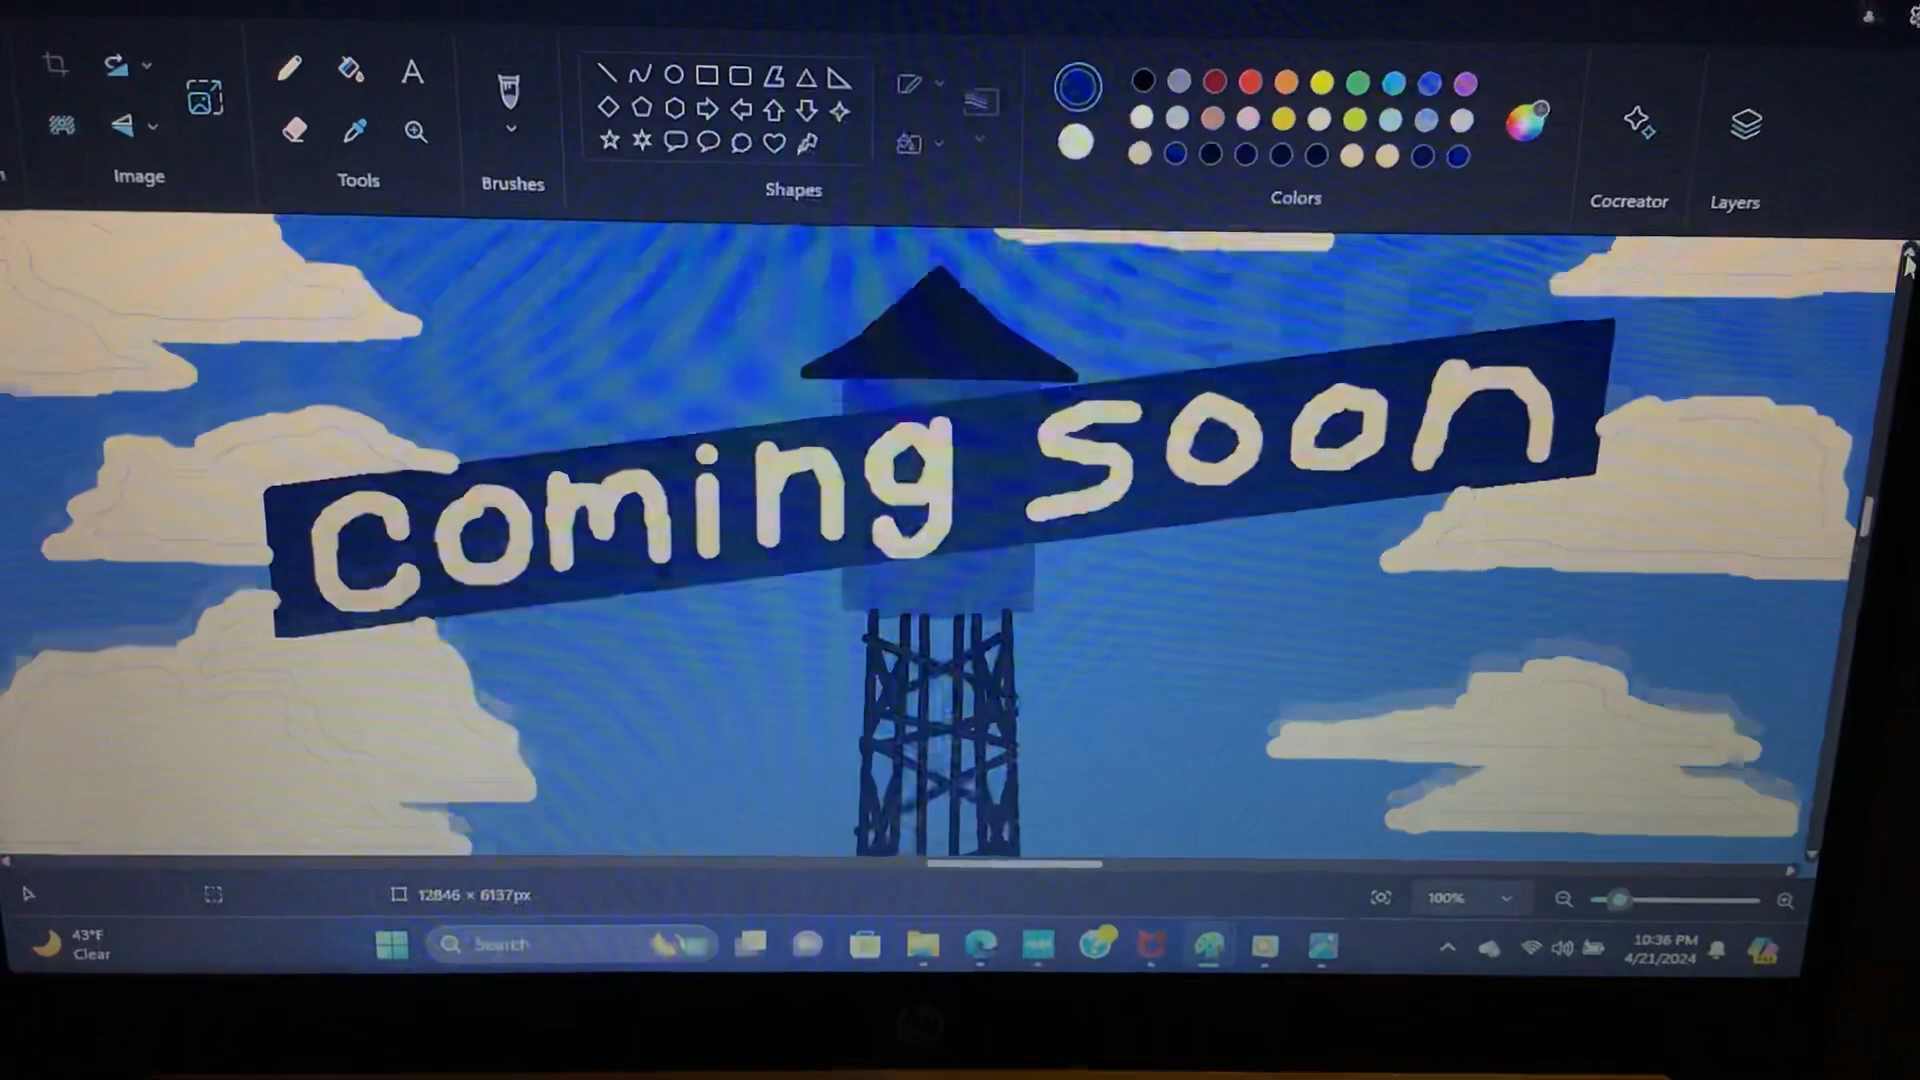 Image
Tools
Brushes
Shapes
Colors
Cocreator
Layers
coming soon
12846 × 6137px
100%
43°F
Clear
Search
10:36 PM
4/21/2024